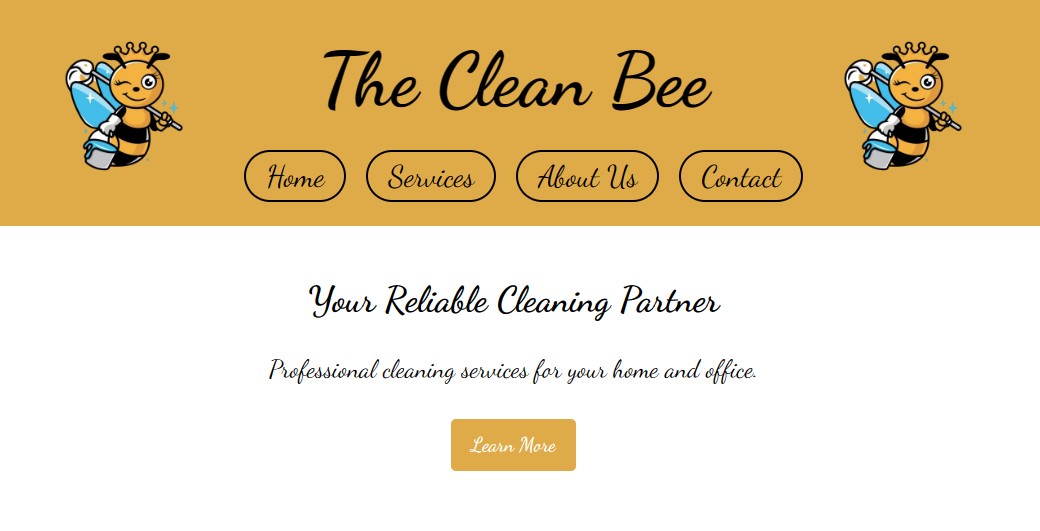 The Clean Bee
Home Services About Us Contact
Your Reliable Cleaning Partner
Professional cleaning services for your home and office.
Learn More